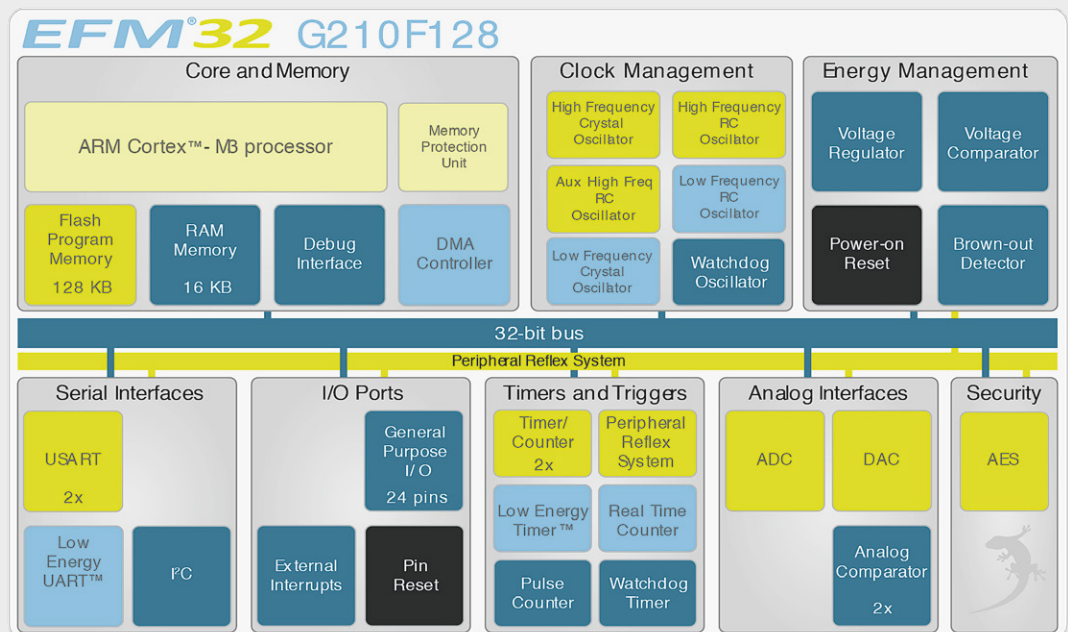 EFM®32 G210F128
Core and Memory
ARM Cortex™- M3 processor
Memory
Protection
Unit
Flash
Program
Memory
128 KB
RAM
Memory
16 KB
Debug
Interface
DMA
Controller
Clock Management
High Frequency
Crystal
Oscillator
High Frequency
RC
Oscillator
Aux High Freq
RC
Oscillator
Low Frequency
RC
Oscillator
Low Frequency
Crystal
Oscillator
Watchdog
Oscillator
Energy Management
Voltage
Regulator
Voltage
Comparator
Power-on
Reset
Brown-out
Detector
32-bit bus
Peripheral Reflex System
Serial Interfaces
USART
2x
Low
Energy
UART™
I²C
I/O Ports
General
Purpose
I/O
24 pins
External
Interrupts
Pin
Reset
Timers and Triggers
Timer/
Counter
2x
Peripheral
Reflex
System
Low Energy
Timer™
Real Time
Counter
Pulse
Counter
Watchdog
Timer
Analog Interfaces
ADC
DAC
Analog
Comparator
2x
Security
AES